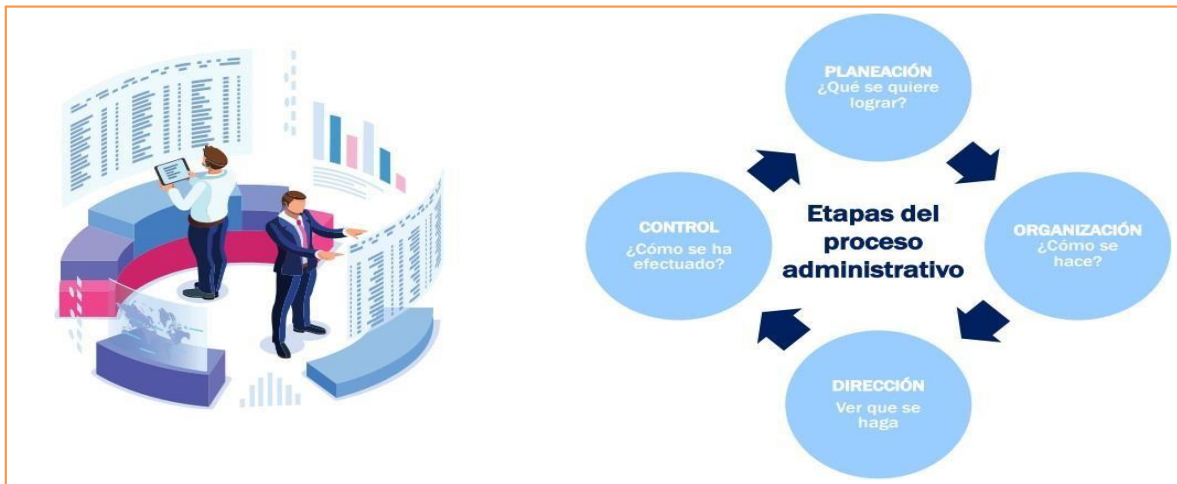 PLANEACIÓN
¿Qué se quiere
lograr?
Etapas del
proceso
administrativo
ORGANIZACIÓN
¿Cómo se
hace?
DIRECCIÓN
Ver que se
haga
CONTROL
¿Cómo se ha
efectuado?